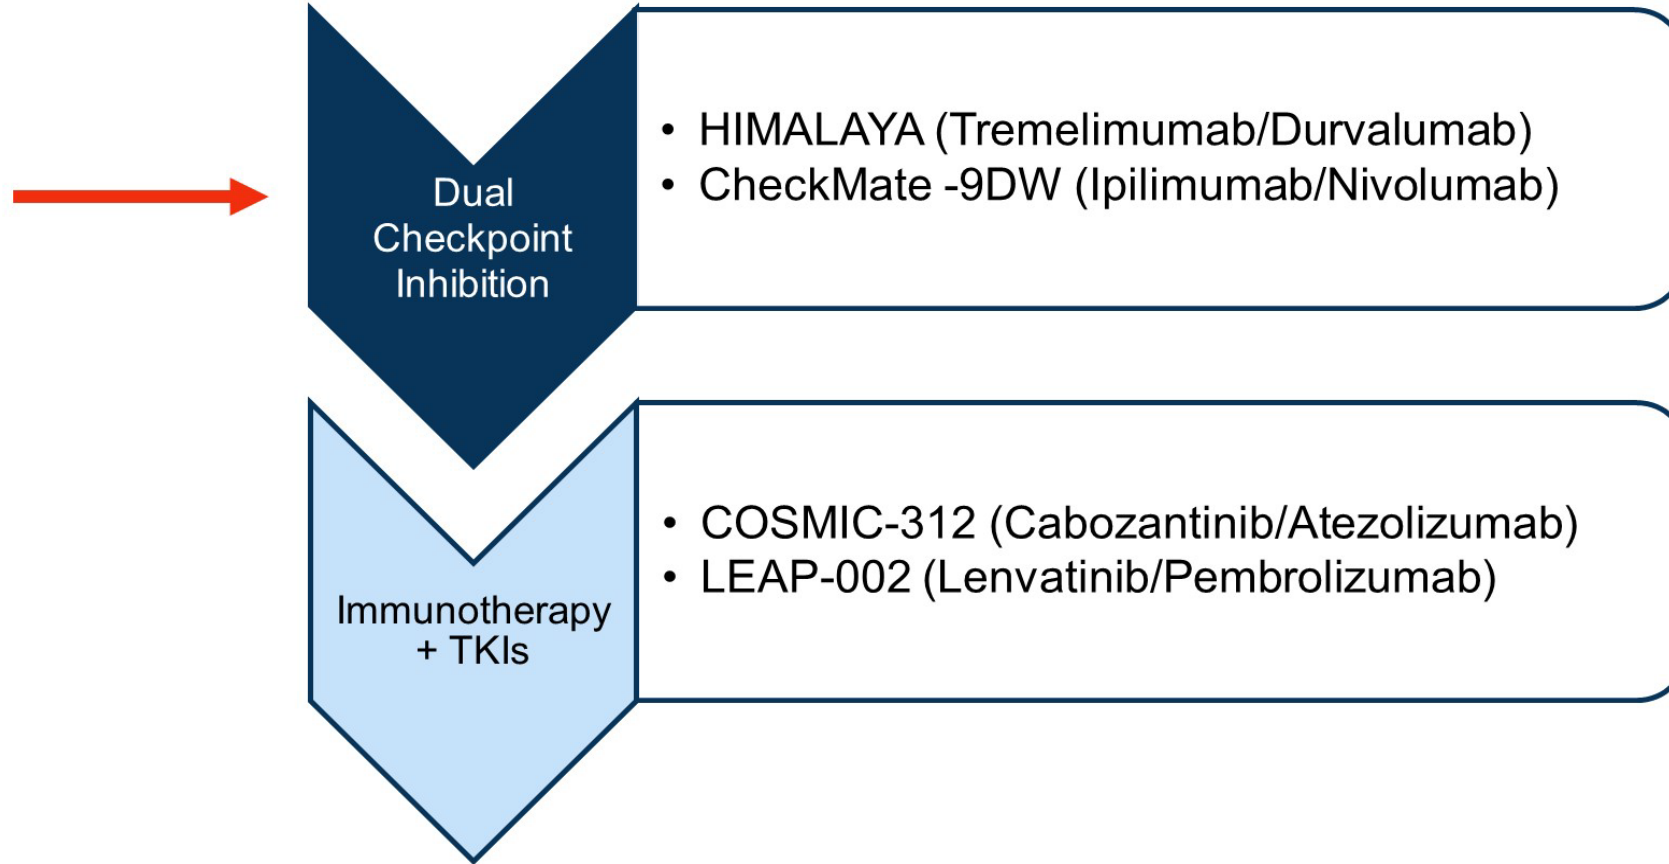 Dual
Checkpoint
Inhibition
• HIMALAYA (Tremelimumab/Durvalumab)
• CheckMate -9DW (Ipilimumab/Nivolumab)
Immunotherapy
+ TKIs
• COSMIC-312 (Cabozantinib/Atezolizumab)
• LEAP-002 (Lenvatinib/Pembrolizumab)